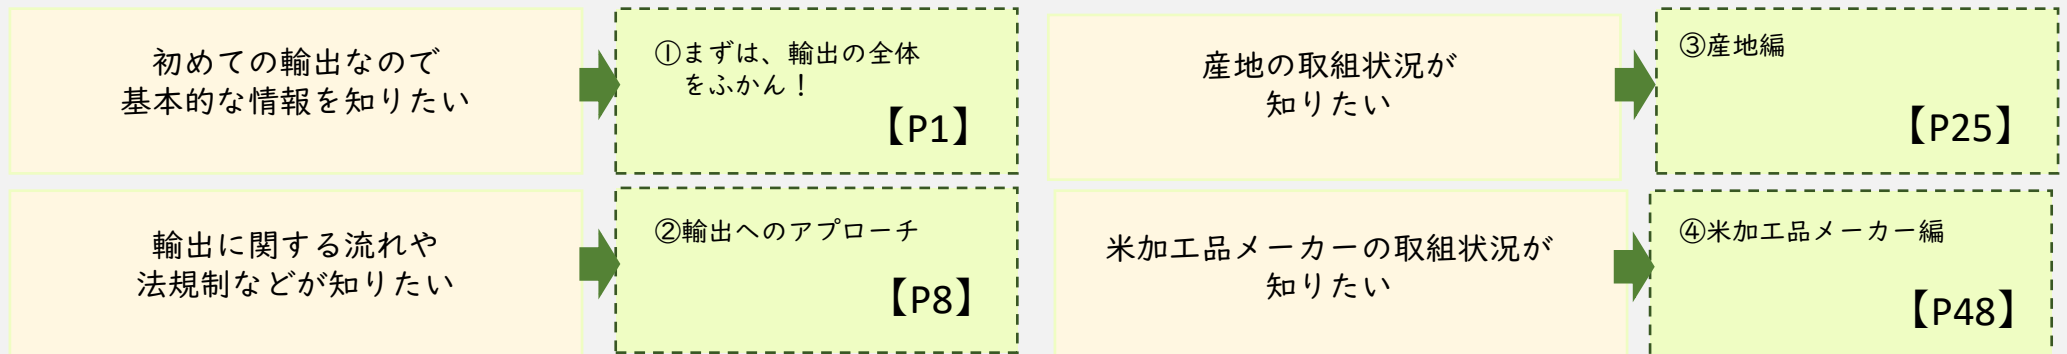 初めての輸出なので
基本的な情報を知りたい
①まずは、輸出の全体
をふかん！
【P1】
輸出に関する流れや
法規制などが知りたい
②輸出へのアプローチ
【P8】
産地の取組状況が
知りたい
③産地編
【P25】
米加工品メーカーの取組状況が
知りたい
④米加工品メーカー編
【P48】